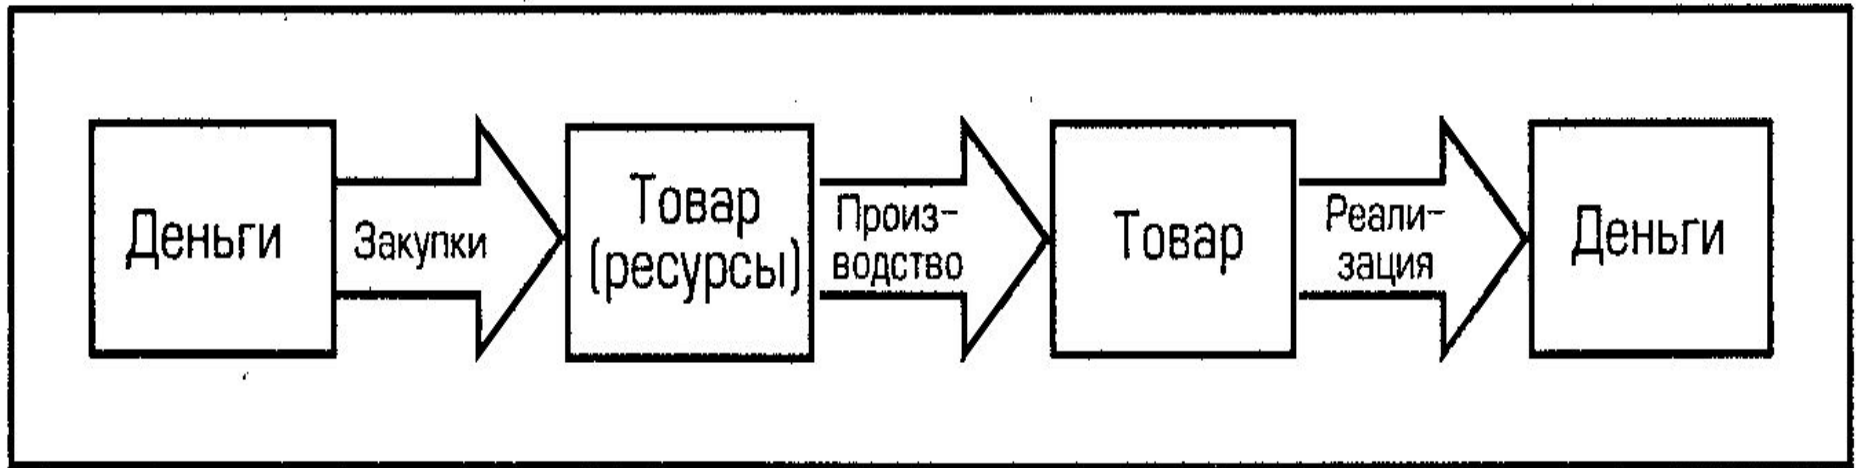 Деньги
Закупки
Товар
(ресурсы)
Произ-
водство
Товар
Реали-
зация
Деньги